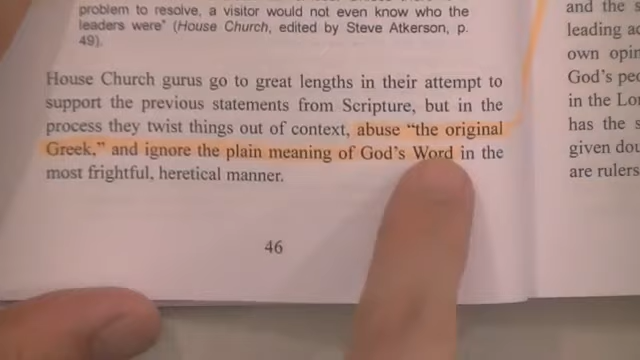 problem to resolve, a visitor would not even know who the
leaders were" (House Church, edited by Steve Atkerson, p.
49).
House Church gurus go to great lengths in their attempt to
support the previous statements from Scripture, but in the
process they twist things out of context, abuse “the original
Greek,” and ignore the plain meaning of God’s Word in the
most frightful, heretical manner.
46
and the s
leading
own opin
God’s
in the
has the s
given
are rulers